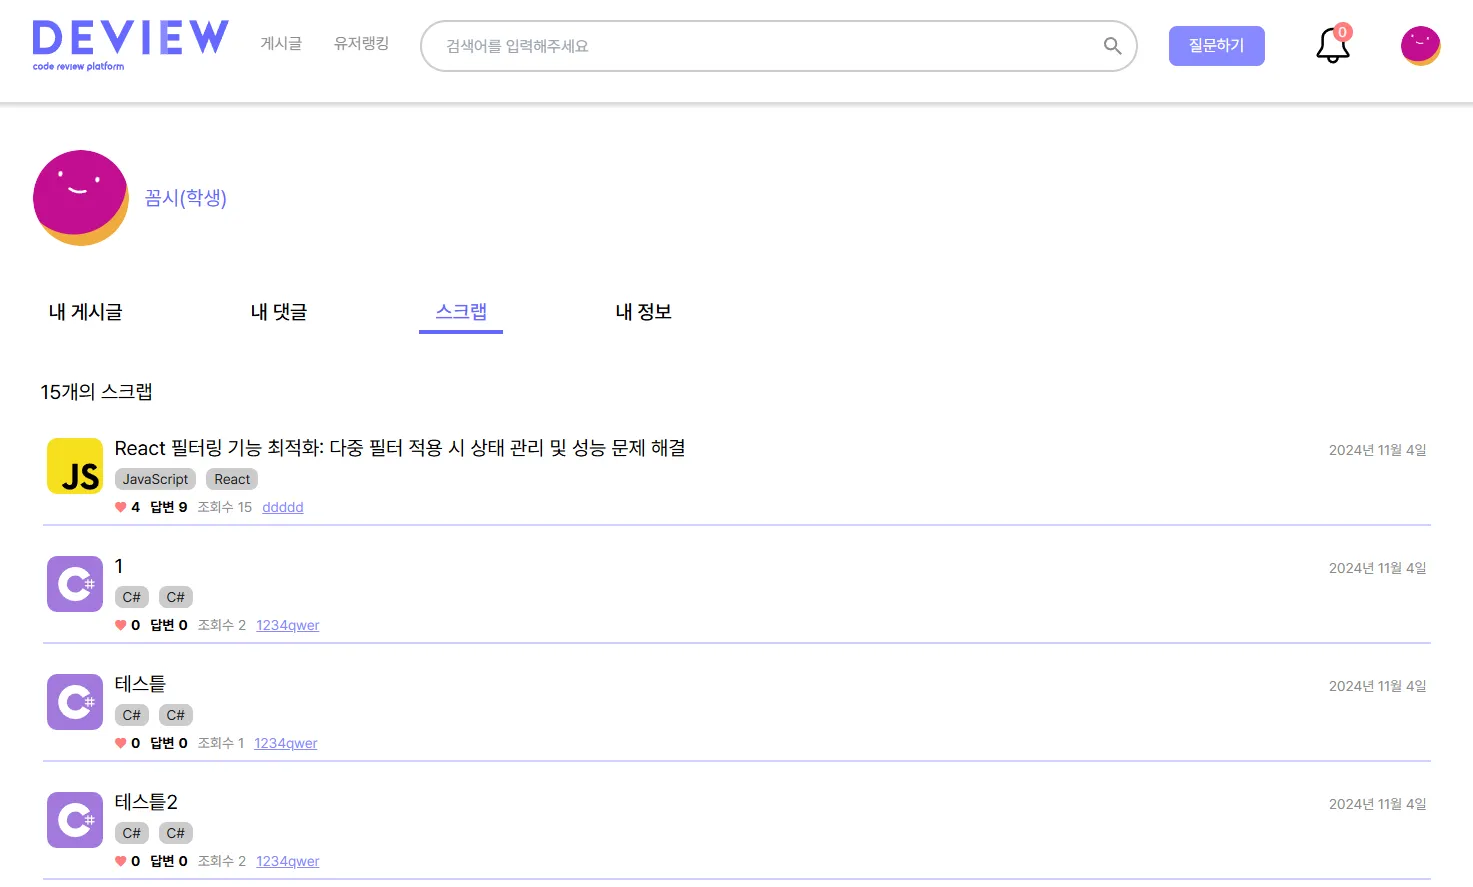 DEVIEW
code review platform
게시글 유저랭킹 검색어를 입력해주세요 질문하기 0
꼼시(학생)
내 게시글 내 댓글 스크랩 내 정보
15개의 스크랩
JS
React 필터링 기능 최적화: 다중 필터 적용 시 상태 관리 및 성능 문제 해결 2024년 11월 4일
JavaScript React
4 답변 9 조회수 15 ddddd
C#
1 2024년 11월 4일
C# C#
0 답변 0 조회수 2 1234qwer
C#
테스틑 2024년 11월 4일
C# C#
0 답변 0 조회수 1 1234qwer
C#
테스틑2 2024년 11월 4일
C# C#
0 답변 0 조회수 2 1234qwer